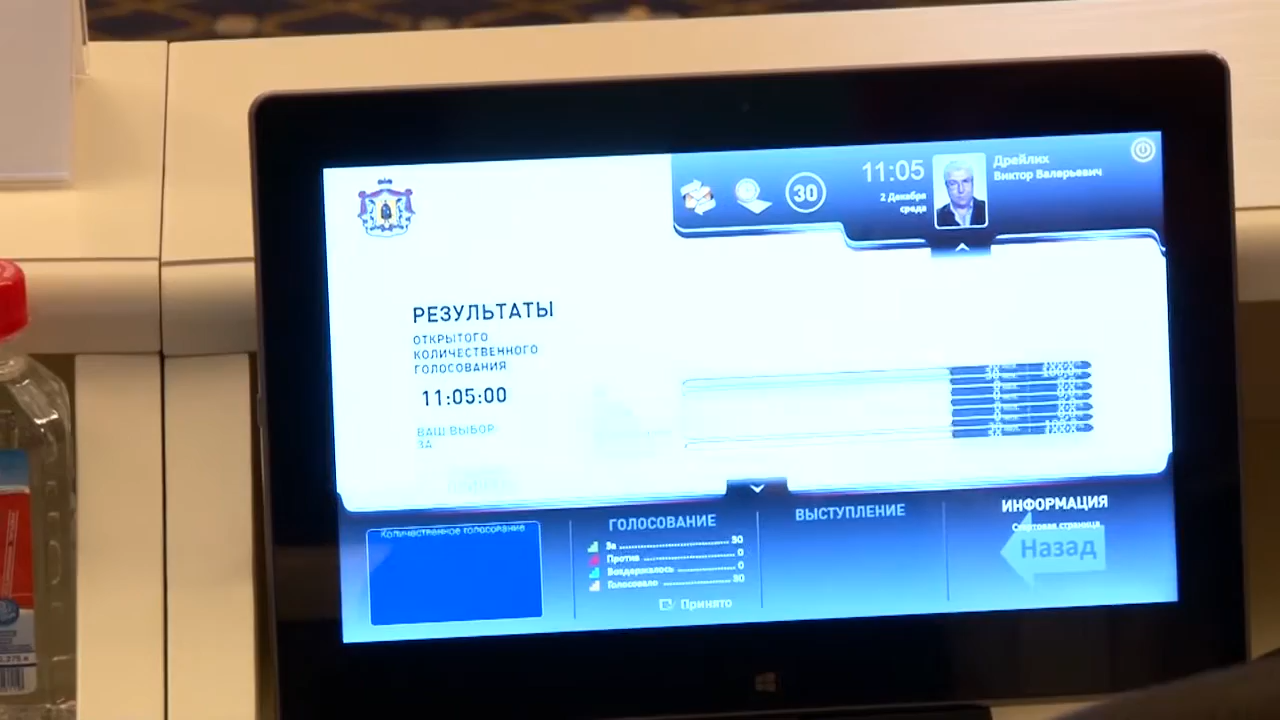 30
11:05
2 Декабря
среда
Дрейлих
Виктор Валерьевич
РЕЗУЛЬТАТЫ
ОТКРЫТОГО
КОЛИЧЕСТВЕННОГО
ГОЛОСОВАНИЯ
11:05:00
ВАШ ВЫБОР:
ЗА
Количественное голосование
ГОЛОСОВАНИЕ
За 30
Против 0
Воздержалось 0
Голосовало 30
Принято
ВЫСТУПЛЕНИЕ
ИНФОРМАЦИЯ
Стартовая страница
Назад